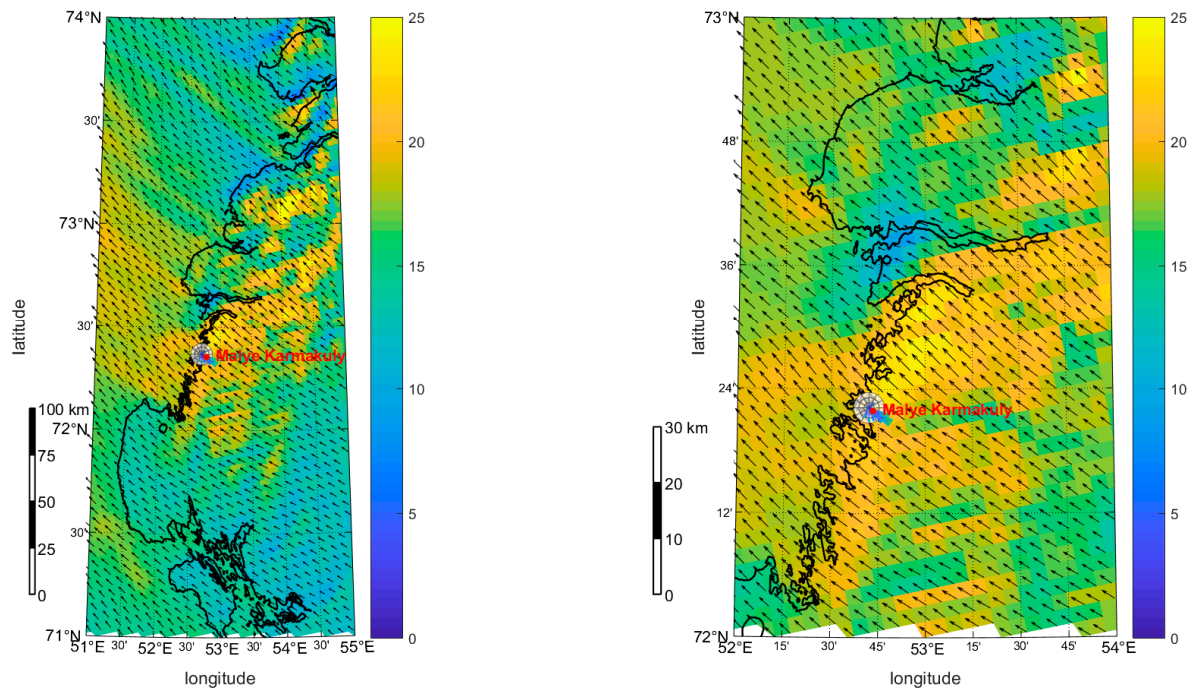 74°N
30'
73°N
30'
72°N
30'
71°N
51°E 30' 52°E 30' 53°E 30' 54°E 30' 55°E
longitude
latitude
100 km
75
50
25
0
Malye Karmakuly
25
20
15
10
5
0
73°N
48'
36'
24'
12'
72°N
52°E 15' 30' 45' 53°E 15' 30' 45' 54°E
longitude
latitude
30 km
20
10
0
Malye Karmakuly
25
20
15
10
5
0